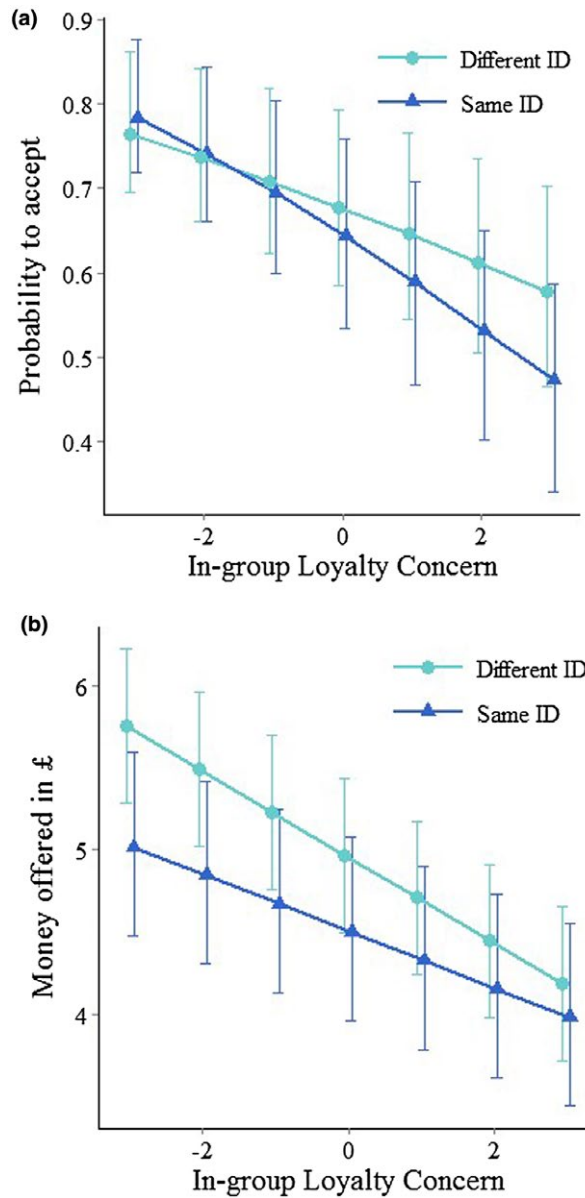 (a)
0.9
0.8
0.7
0.6
0.5
0.4
Probability to accept
Different ID
Same ID
-2 0 2
In-group Loyalty Concern
(b)
6
5
4
Money offered in £
Different ID
Same ID
-2 0 2
In-group Loyalty Concern